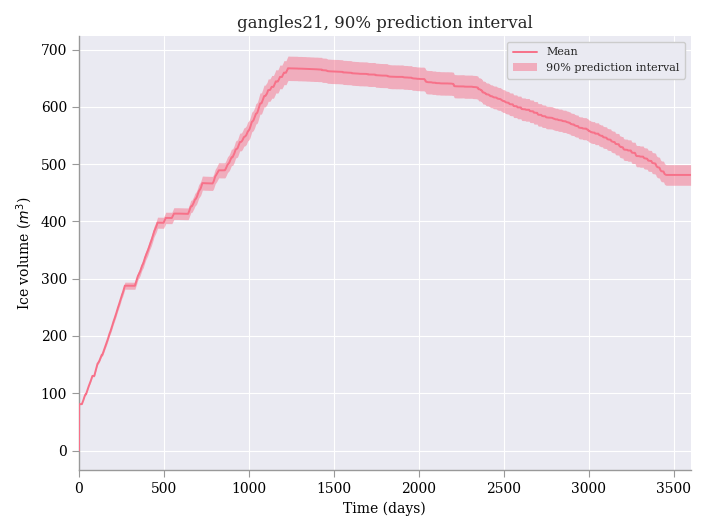 gangles21, 90% prediction interval
Mean
90% prediction interval
700
600
500
400
300
200
100
0
Ice volume (m³)
0 500 1000 1500 2000 2500 3000 3500
Time (days)